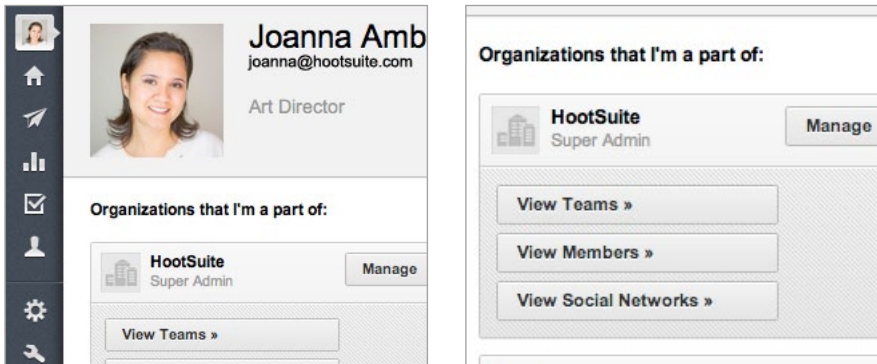 Joanna Amb
joanna@hootsuite.com
Art Director
Organizations that I'm a part of:
HootSuite
Super Admin
Manage
View Teams »
Organizations that I'm a part of:
HootSuite
Super Admin
Manage
View Teams »
View Members »
View Social Networks »